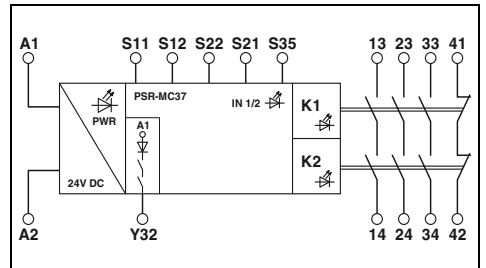 A1 S11 S12 S22 S21 S35 13 23 33 41
PSR-MC37
IN 1/2
K1
PWR
A1
K2
24V DC
A2 Y32 14 24 34 42